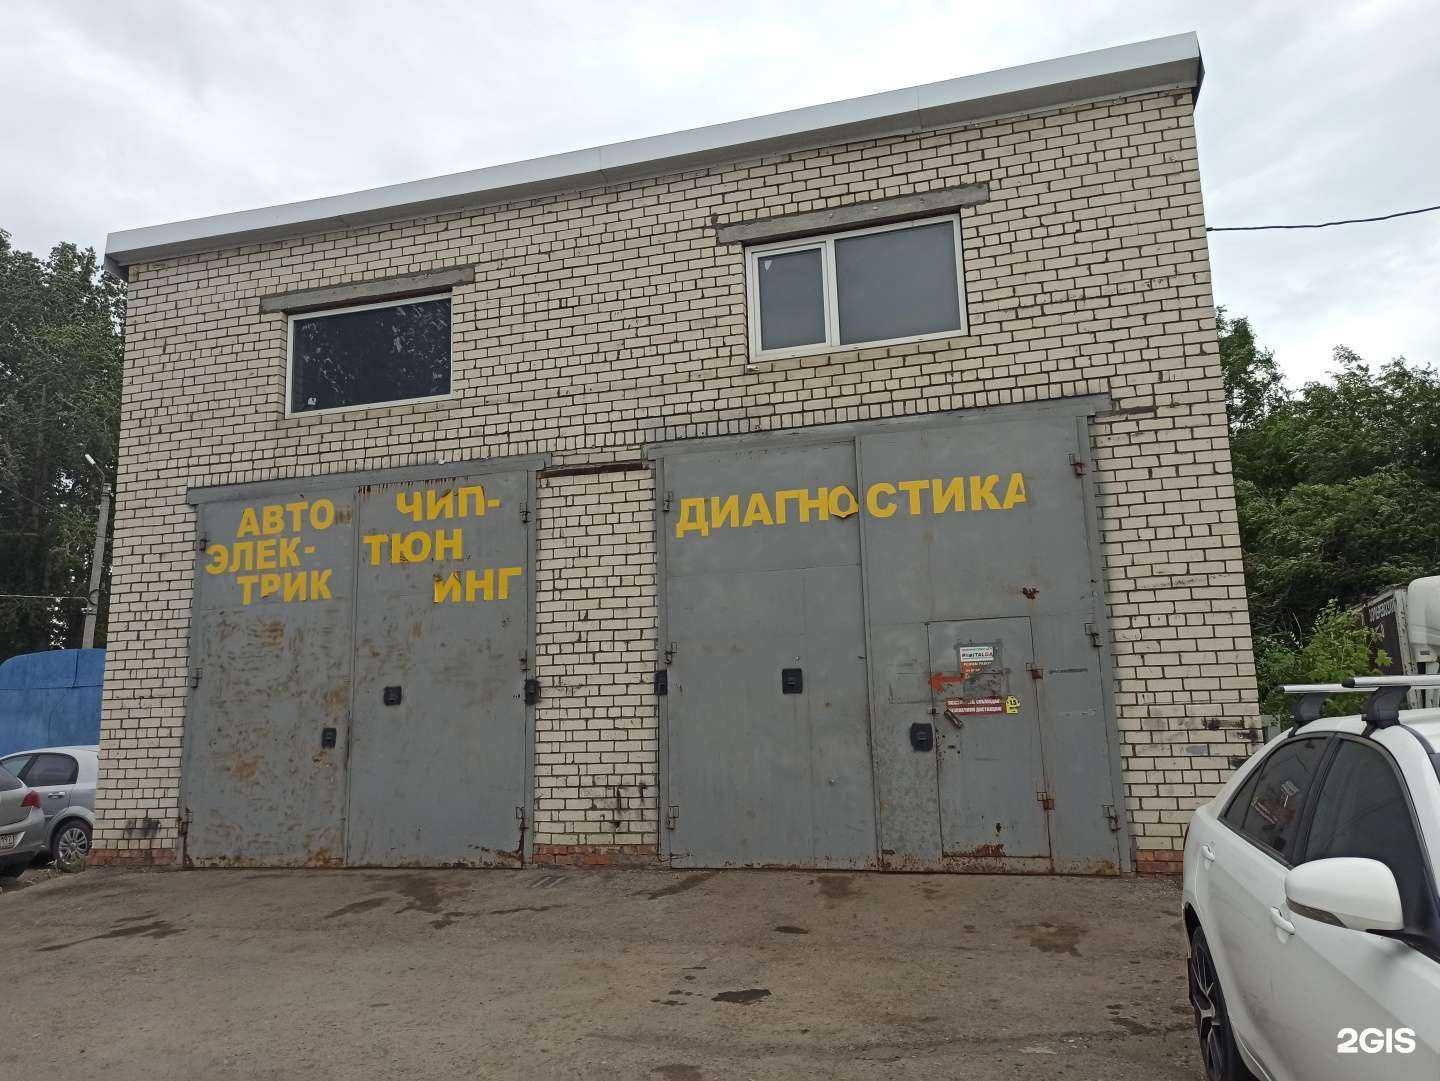 АВТО
ЭЛЕК-
ТРИК
ЧИП-
ТЮН
ИНГ
ДИАГНОСТИКА
2GIS